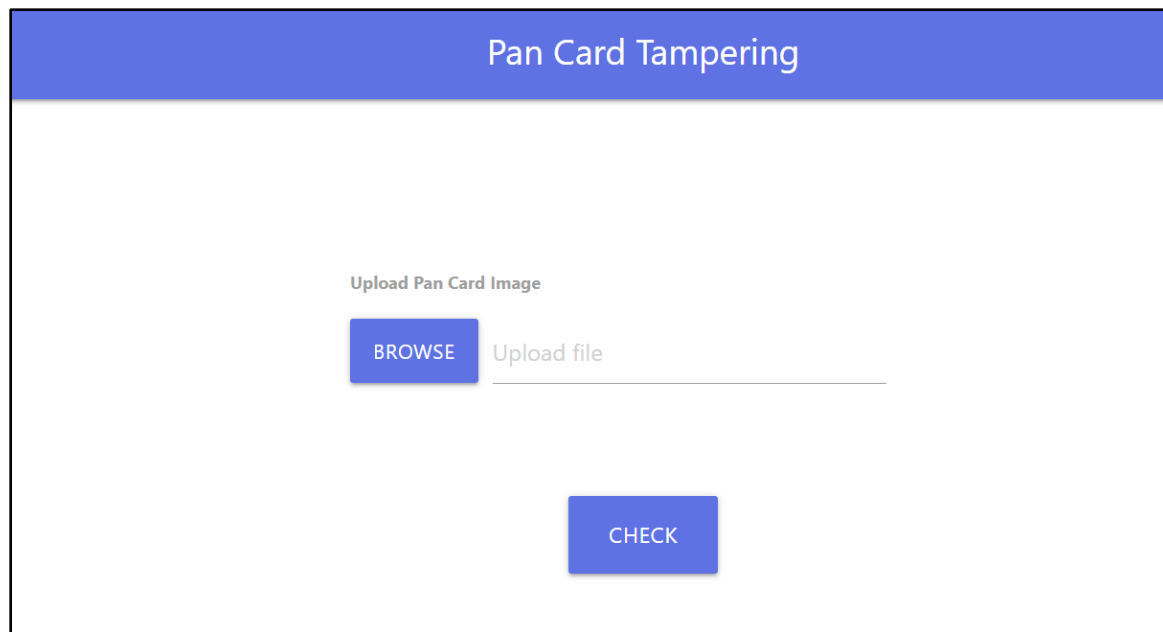 Pan Card Tampering
Upload Pan Card Image
BROWSE Upload file
CHECK